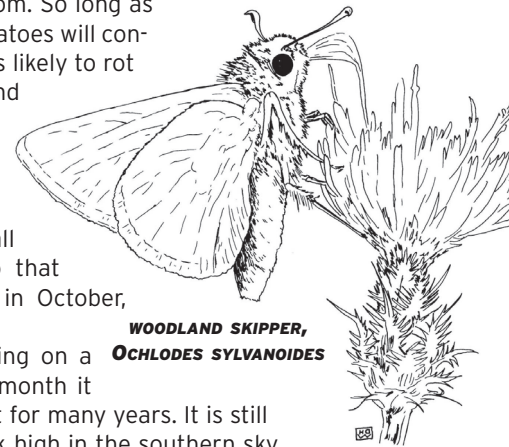 om. So long as
atoes will con-
s likely to rot
nd
all
that
in October,
WOODLAND SKIPPER,
OCHLODES SYLVANOIDES
ing on a
month it
t for many years. It is still
k high in the southern sky